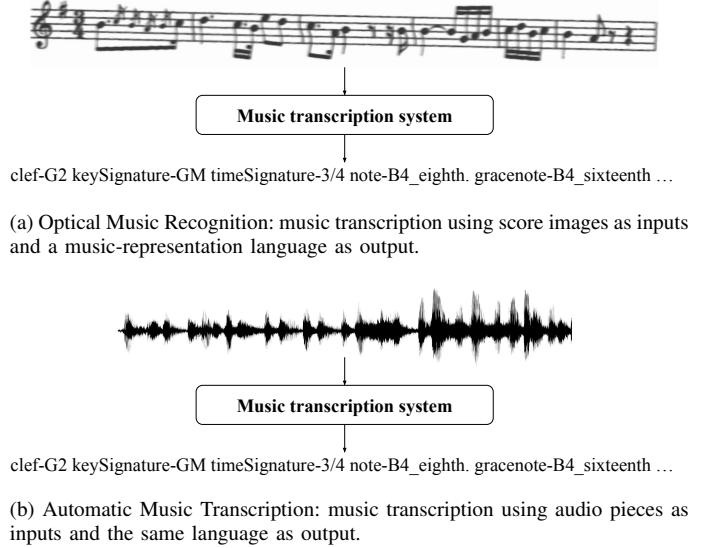 3
4
Music transcription system
clef-G2 keySignature-GM timeSignature-3/4 note-B4_eighth. gracenote-B4_sixteenth …
(a) Optical Music Recognition: music transcription using score images as inputs
and a music-representation language as output.
Music transcription system
clef-G2 keySignature-GM timeSignature-3/4 note-B4_eighth. gracenote-B4_sixteenth …
(b) Automatic Music Transcription: music transcription using audio pieces as
inputs and the same language as output.